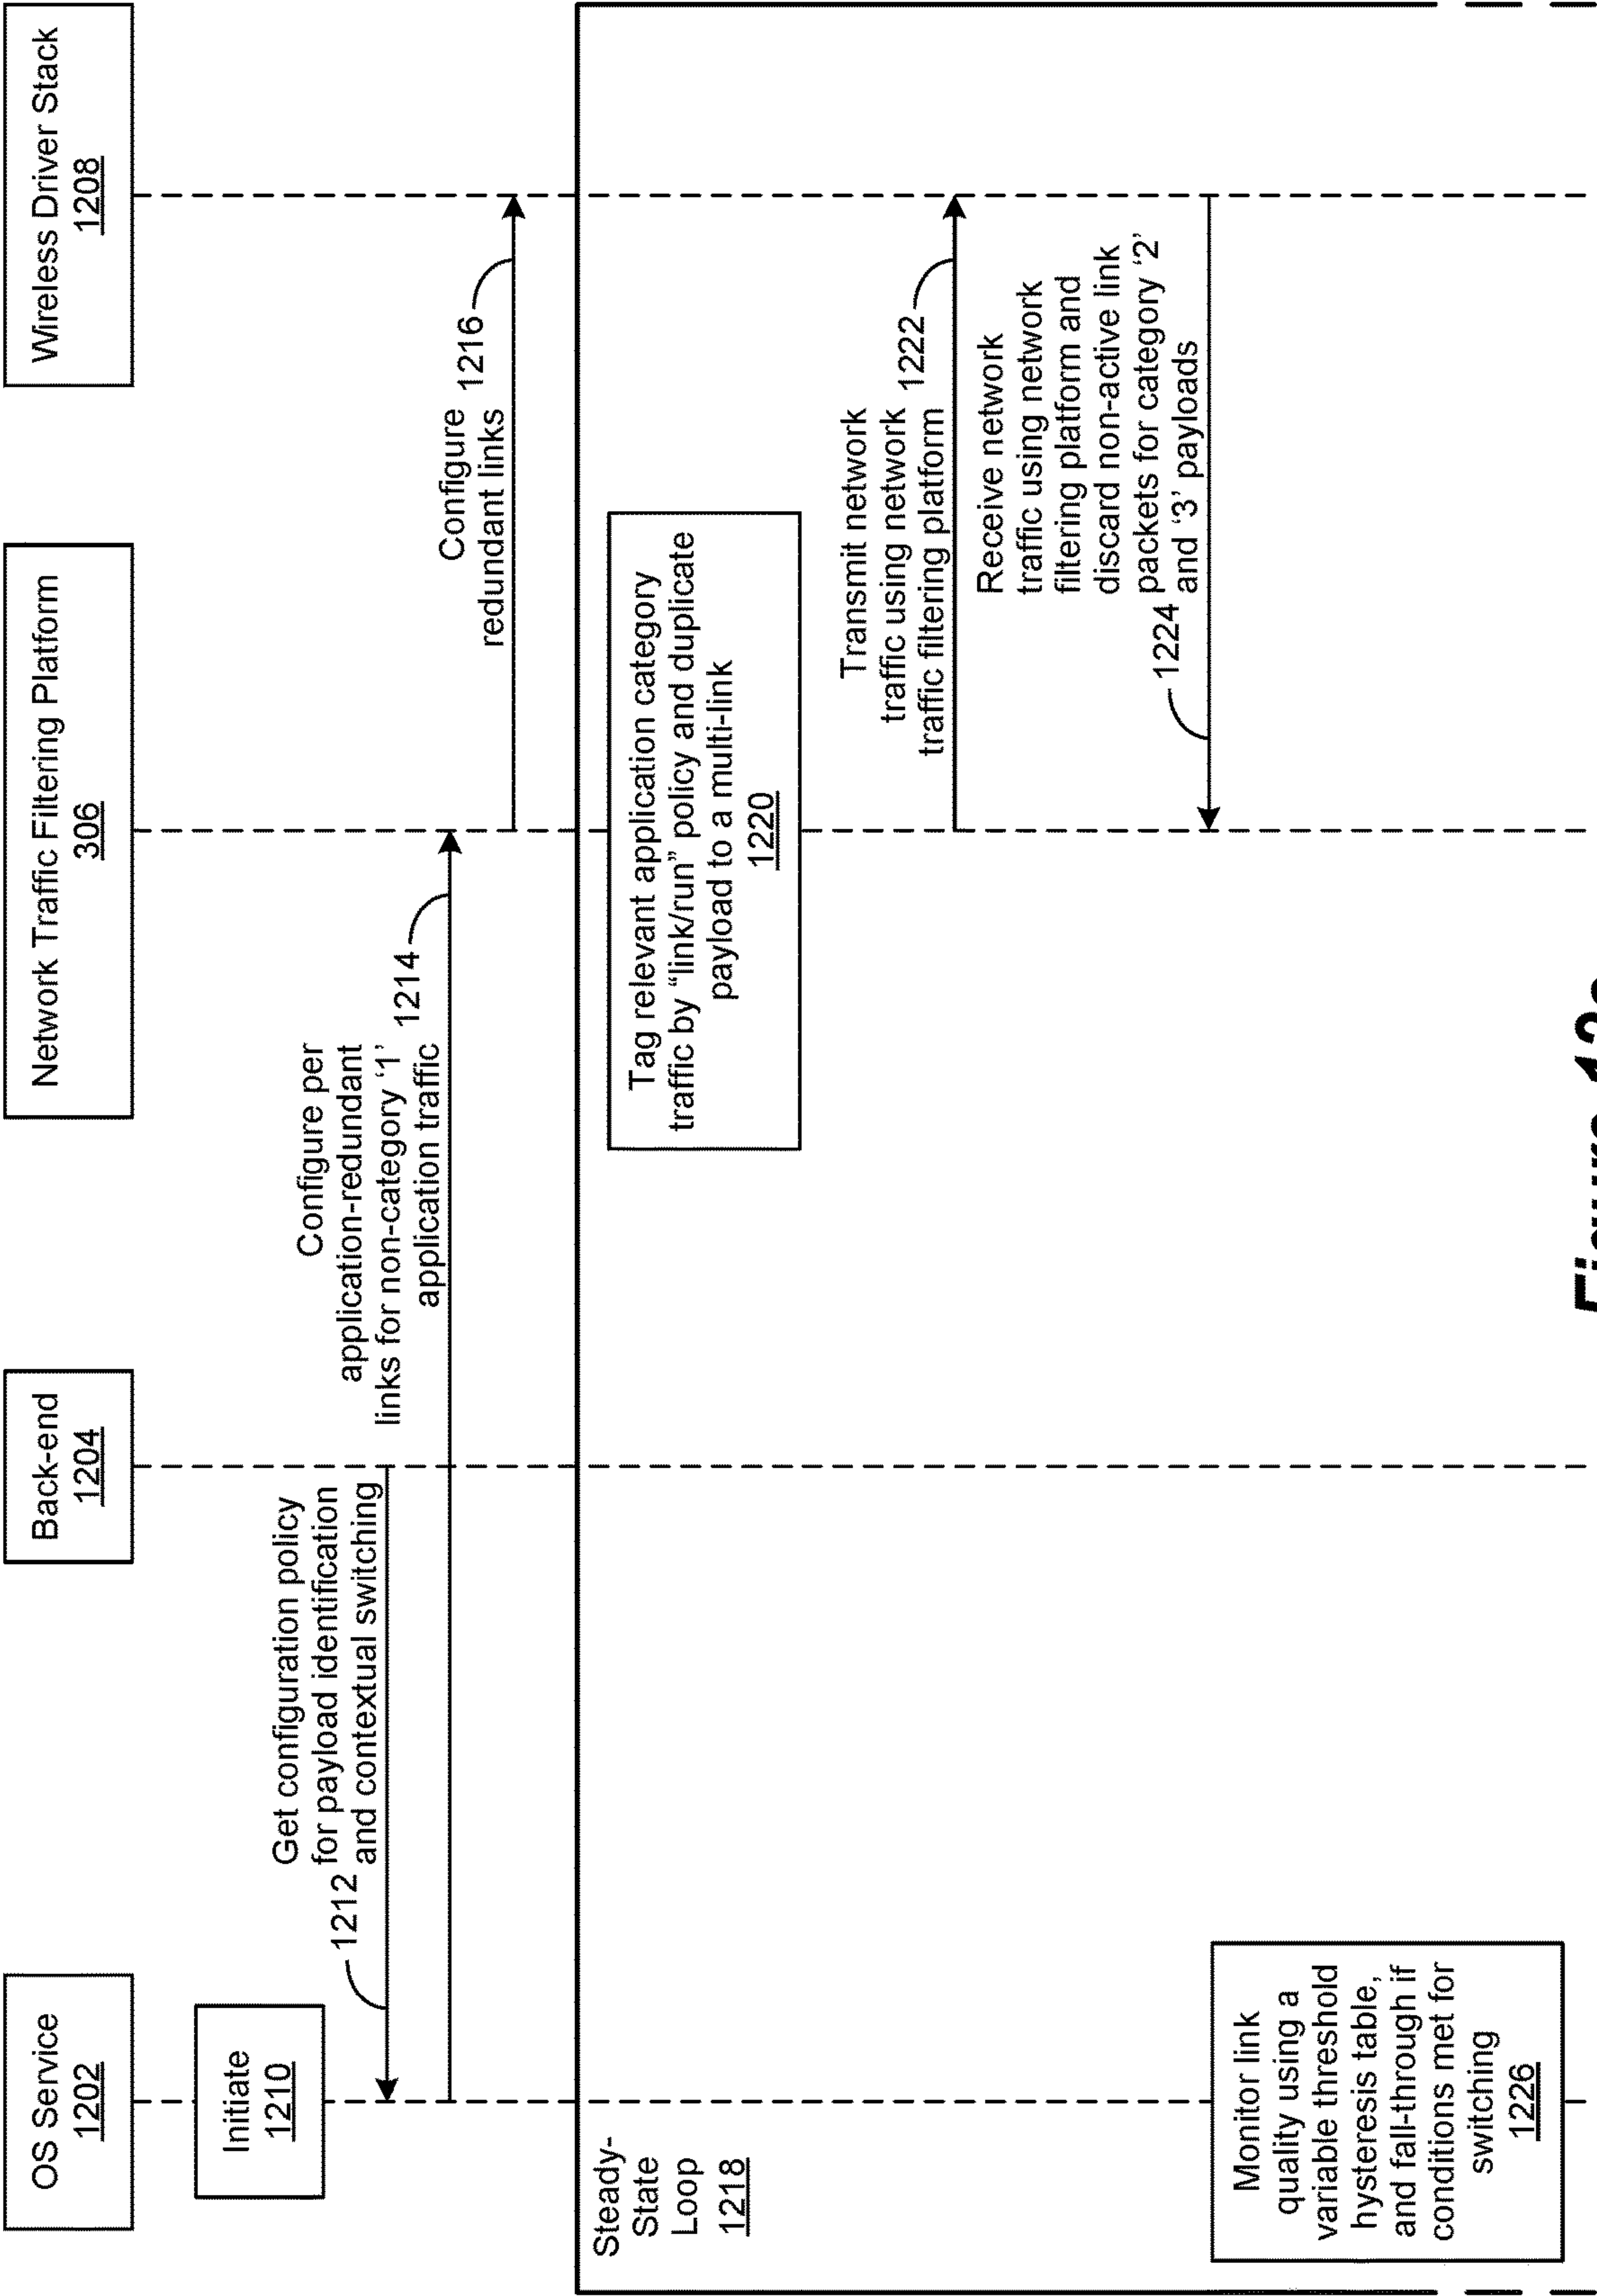 OS Service
1202
Back-end
1204
Network Traffic Filtering Platform
306
Wireless Driver Stack
1208
Initiate
1210
1212
Get configuration policy
for payload identification
and contextual switching
Configure per
application-redundant
links for non-category ‘1’
application traffic
1214
Configure
redundant links
1216
Steady-
State
Loop
1218
Tag relevant application category
traffic by “link/run” policy and duplicate
payload to a multi-link
1220
Transmit network
traffic using network
traffic filtering platform
1222
Receive network
traffic using network
filtering platform and
discard non-active link
packets for category ‘2’
and ‘3’ payloads
1224
Monitor link
quality using a
variable threshold
hysteresis table,
and fall-through if
conditions met for
switching
1226